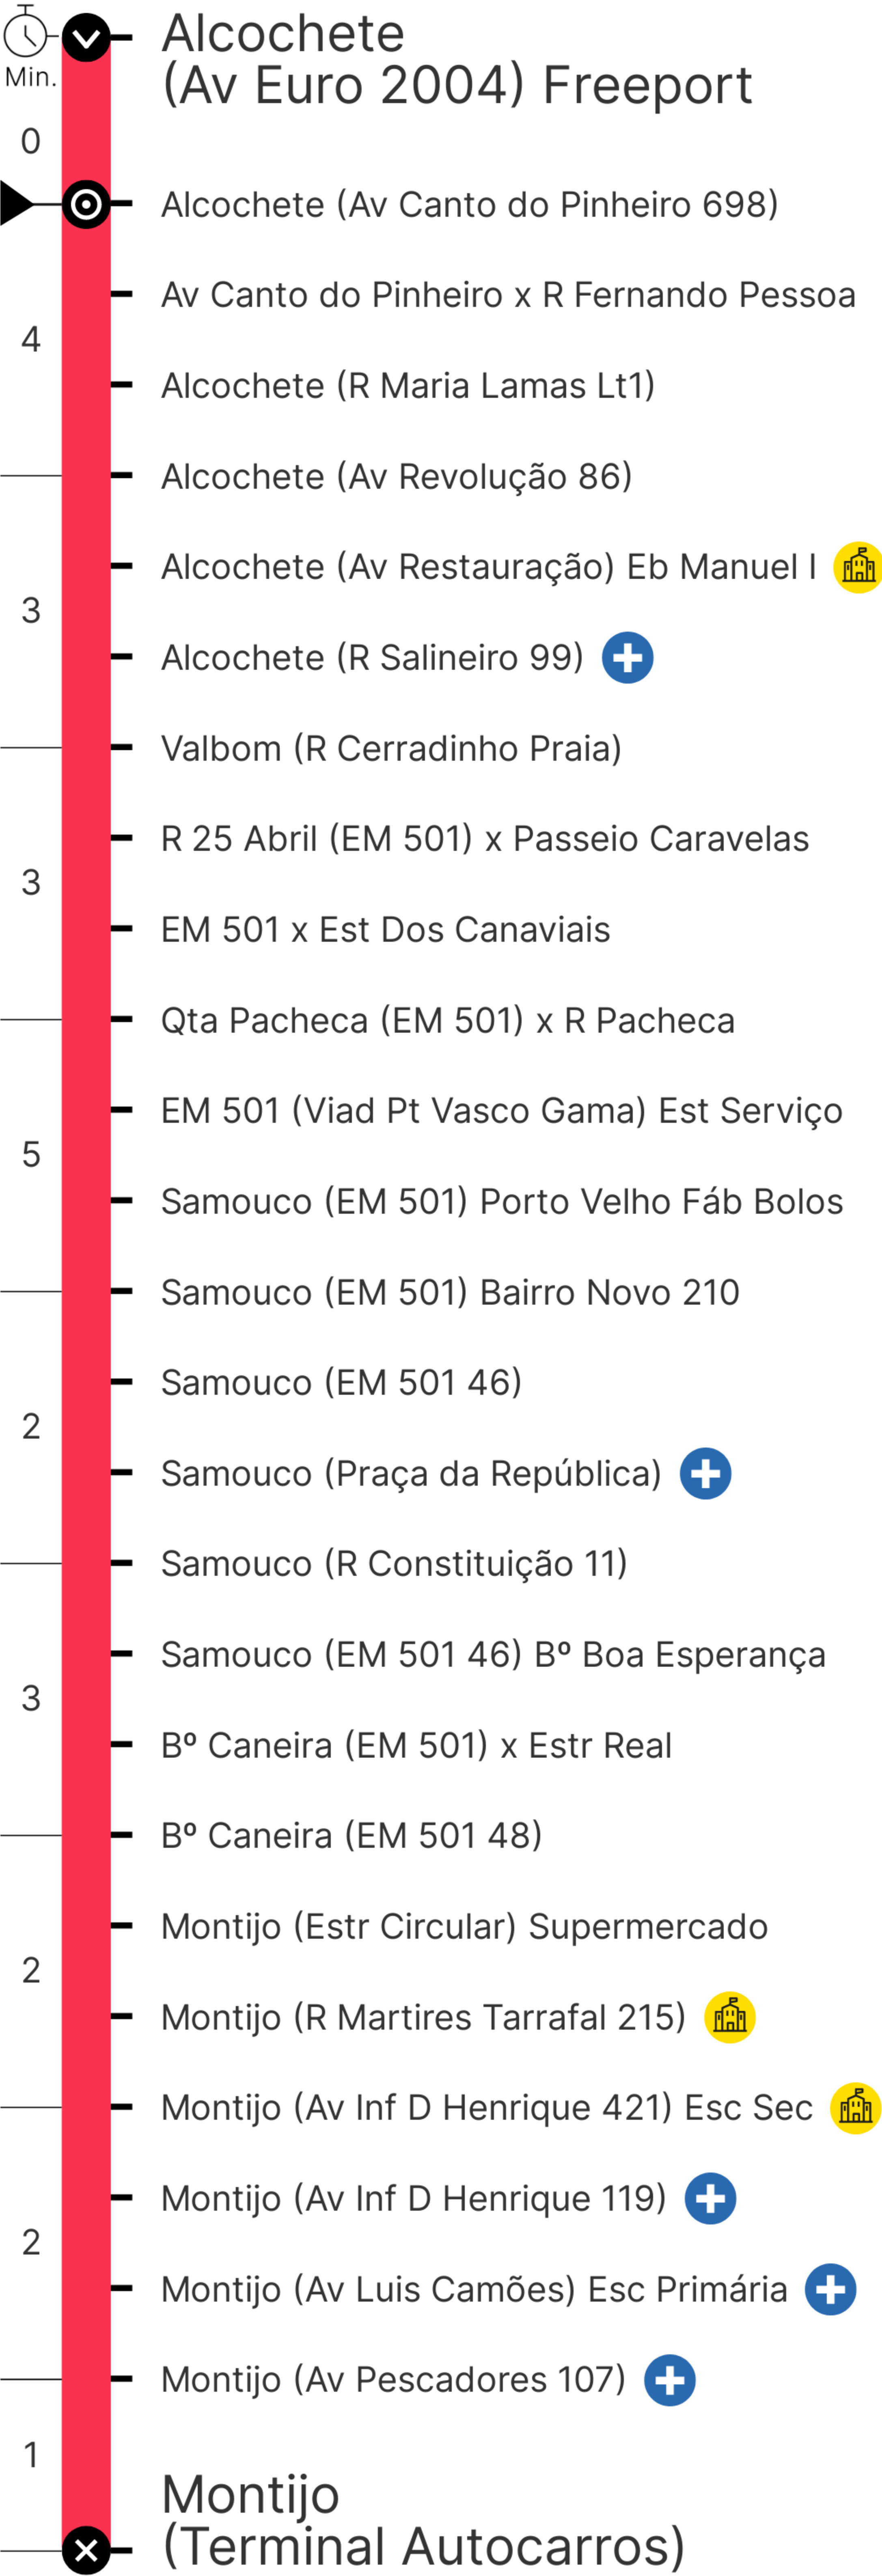 Alcochete
(Av Euro 2004) Freeport
Min.
0
Alcochete (Av Canto do Pinheiro 698)
Av Canto do Pinheiro x R Fernando Pessoa
4
Alcochete (R Maria Lamas Lt1)
Alcochete (Av Revolução 86)
Alcochete (Av Restauração) Eb Manuel I
3
Alcochete (R Salineiro 99)
Valbom (R Cerradinho Praia)
R 25 Abril (EM 501) x Passeio Caravelas
3
EM 501 x Est Dos Canaviais
Qta Pacheca (EM 501) x R Pacheca
EM 501 (Viad Pt Vasco Gama) Est Serviço
5
Samouco (EM 501) Porto Velho Fáb Bolos
Samouco (EM 501) Bairro Novo 210
Samouco (EM 501 46)
2
Samouco (Praça da República)
Samouco (R Constituição 11)
Samouco (EM 501 46) Bº Boa Esperança
3
Bº Caneira (EM 501) x Estr Real
Bº Caneira (EM 501 48)
Montijo (Estr Circular) Supermercado
2
Montijo (R Martires Tarrafal 215)
Montijo (Av Inf D Henrique 421) Esc Sec
Montijo (Av Inf D Henrique 119)
2
Montijo (Av Luis Camões) Esc Primária
Montijo (Av Pescadores 107)
1
Montijo
(Terminal Autocarros)